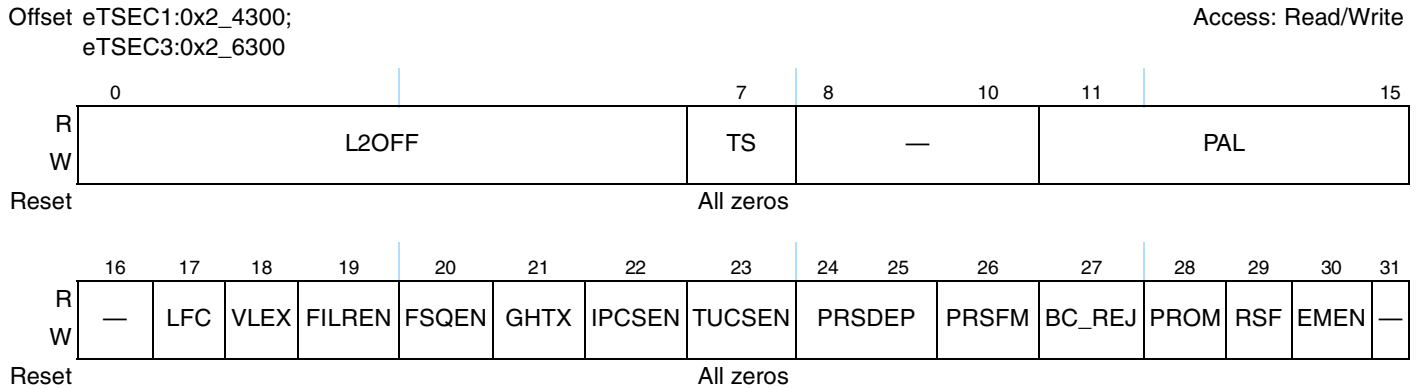 Offset eTSEC1:0x2_4300; Access: Read/Write
eTSEC3:0x2_6300
0 7 8 10 11 15
R
L2OFF TS — PAL
W
Reset All zeros
16 17 18 19 20 21 22 23 24 25 26 27 28 29 30 31
R
— LFC VLEX FILREN FSQEN GHTX IPCSEN TUCSEN PRSDEP PRSFM BC_REJ PROM RSF EMEN —
W
Reset All zeros